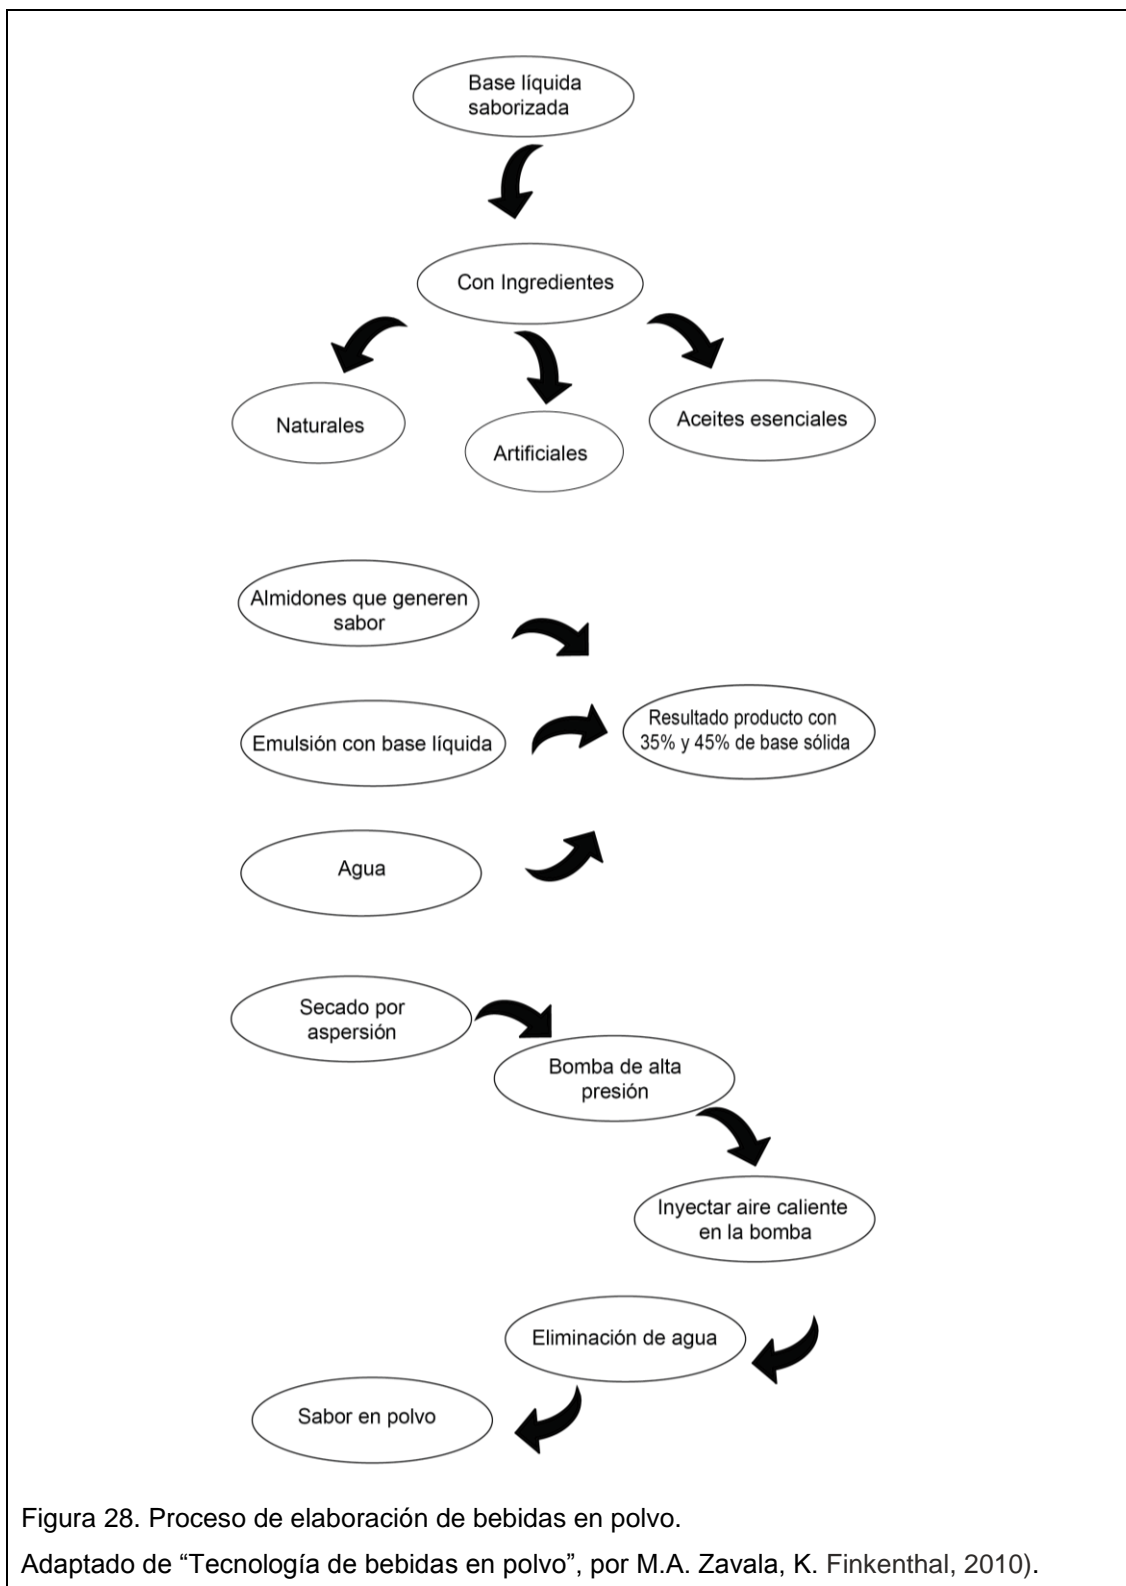 Base líquida
saborizada
Con Ingredientes
Naturales
Artificiales
Aceites esenciales
Almidones que generen
sabor
Emulsión con base líquida
Resultado producto con
35% y 45% de base sólida
Agua
Secado por
aspersión
Bomba de alta
presión
Inyectar aire caliente
en la bomba
Eliminación de agua
Sabor en polvo
Figura 28. Proceso de elaboración de bebidas en polvo.
Adaptado de “Tecnología de bebidas en polvo”, por M.A. Zavala, K. Finkenthal, 2010).